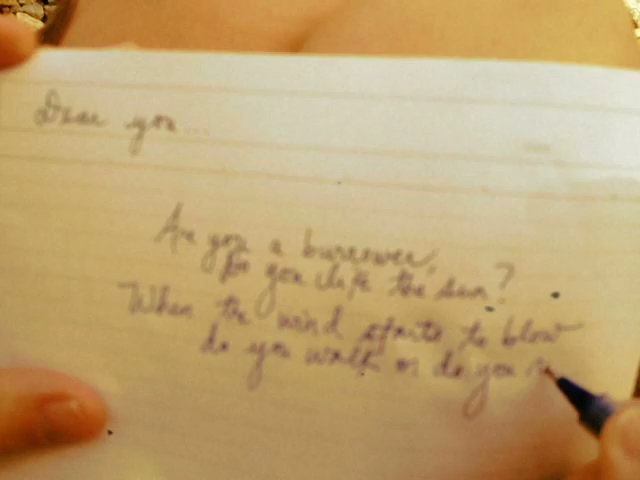 Dear you...
Are you a burrower,
Do you like the sun?
When the wind starts to blow
do you walk or do you